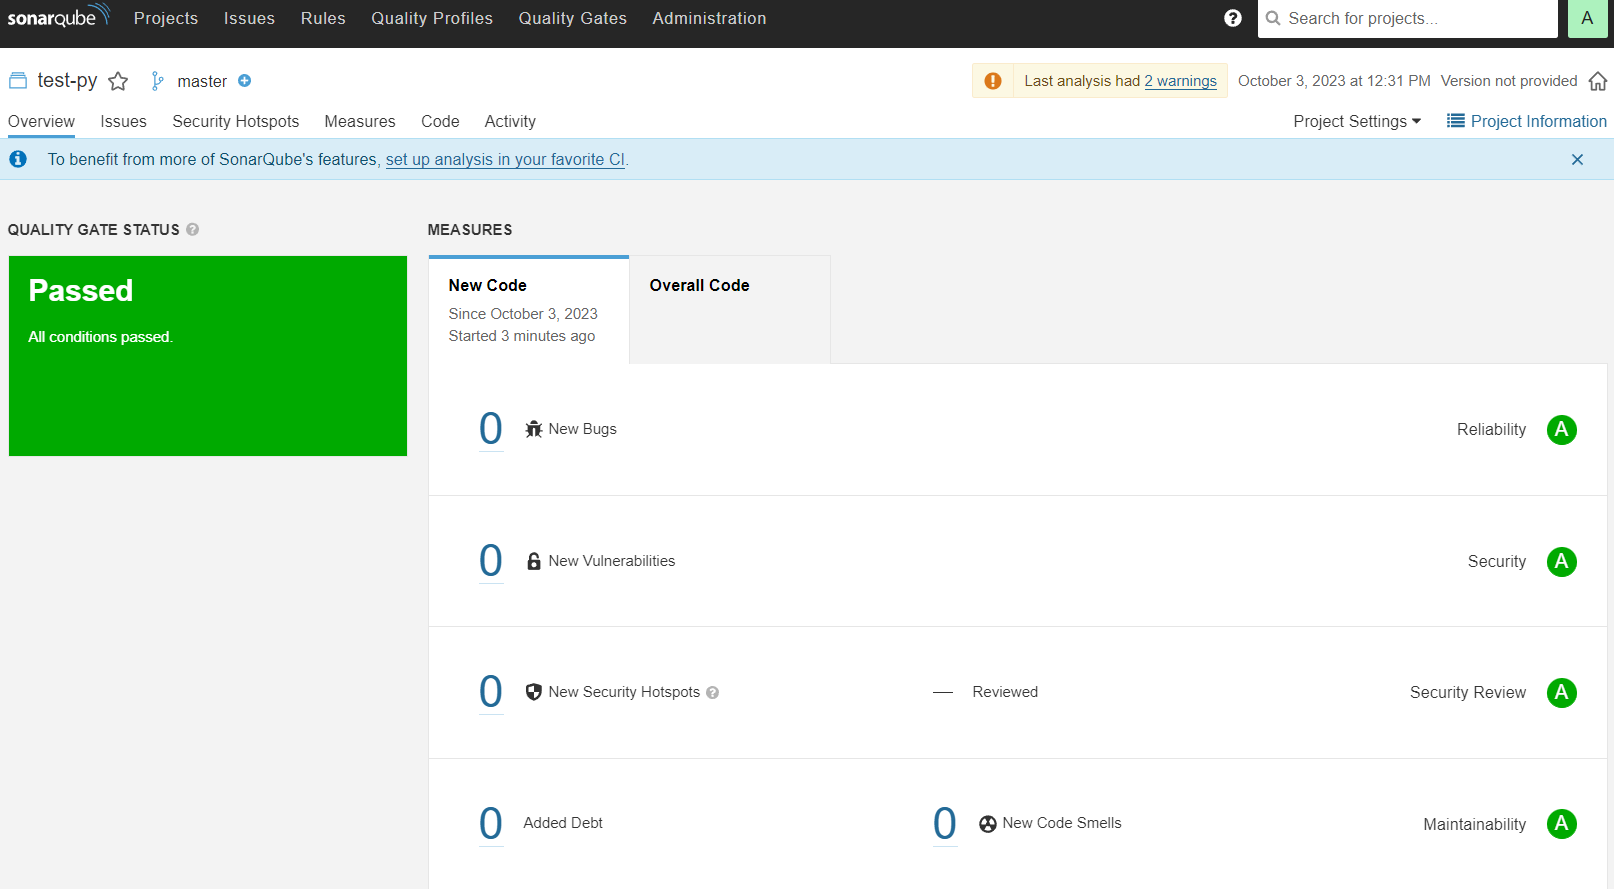 sonarqube Projects Issues Rules Quality Profiles Quality Gates Administration ? Search for projects... A
test-py master Last analysis had 2 warnings October 3, 2023 at 12:31 PM Version not provided
Overview Issues Security Hotspots Measures Code Activity Project Settings Project Information
To benefit from more of SonarQube's features, set up analysis in your favorite CI.
QUALITY GATE STATUS ?
Passed
All conditions passed.
MEASURES
New Code
Since October 3, 2023
Started 3 minutes ago
Overall Code
0 New Bugs Reliability A
0 New Vulnerabilities Security A
0 New Security Hotspots ? — Reviewed Security Review A
0 Added Debt 0 New Code Smells Maintainability A